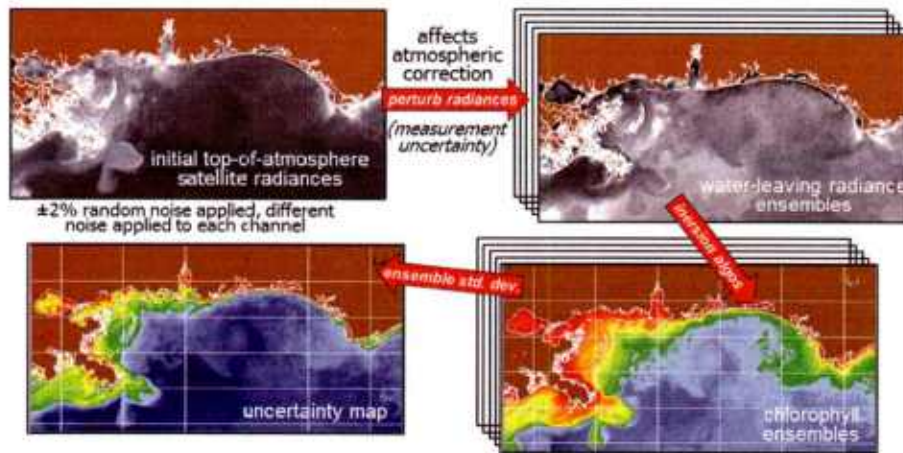 affects
atmospheric
correction
perturb radiances
(measurement
uncertainty)
initial top-of-atmosphere
satellite radiances
water-leaving radiance
ensembles
±2% random noise applied, different
noise applied to each channel
inersion algos
ensemble std. dev.
uncertainty map
chlorophyll
ensembles